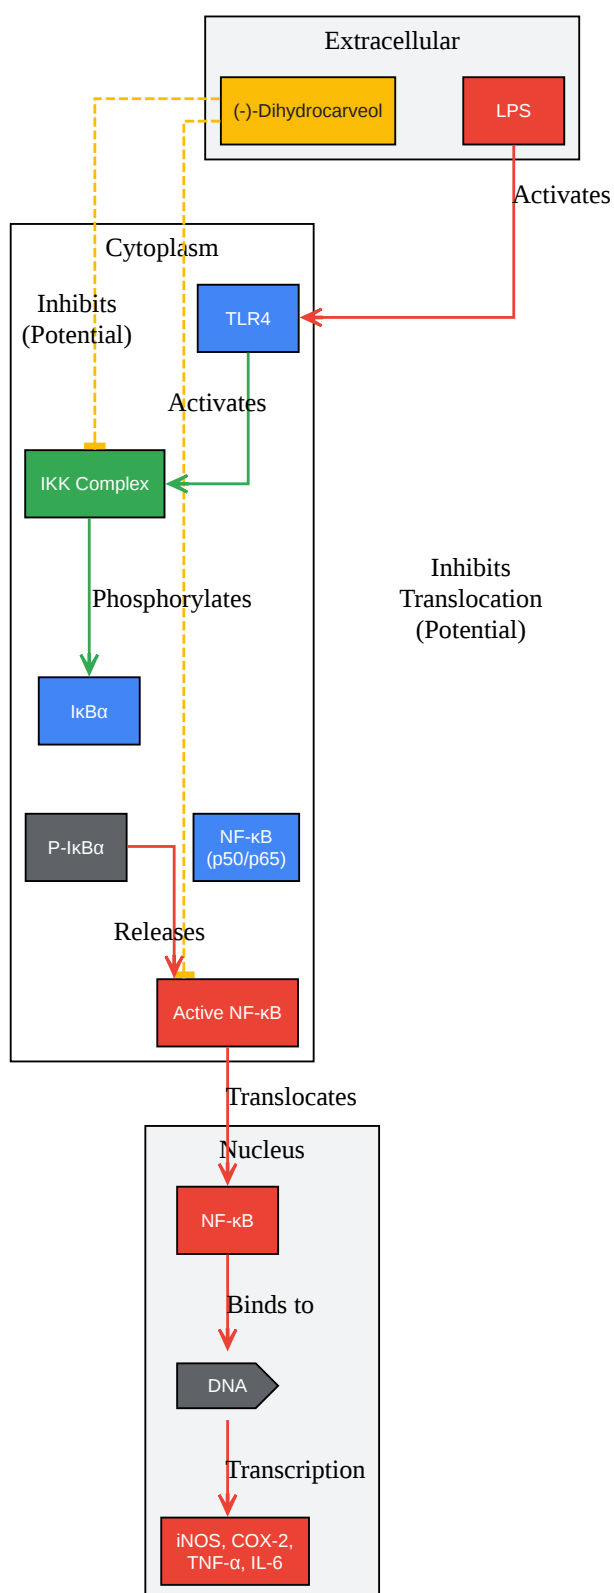 Extracellular
(-)-Dihydrocarveol
LPS
Activates
Cytoplasm
Inhibits
(Potential)
TLR4
Activates
IKK Complex
Inhibits
Translocation
(Potential)
Phosphorylates
IκBα
P-IκBα
NF-κB
(p50/p65)
Releases
Active NF-κB
Translocates
Nucleus
NF-κB
Binds to
DNA
Transcription
iNOS, COX-2,
TNF-α, IL-6